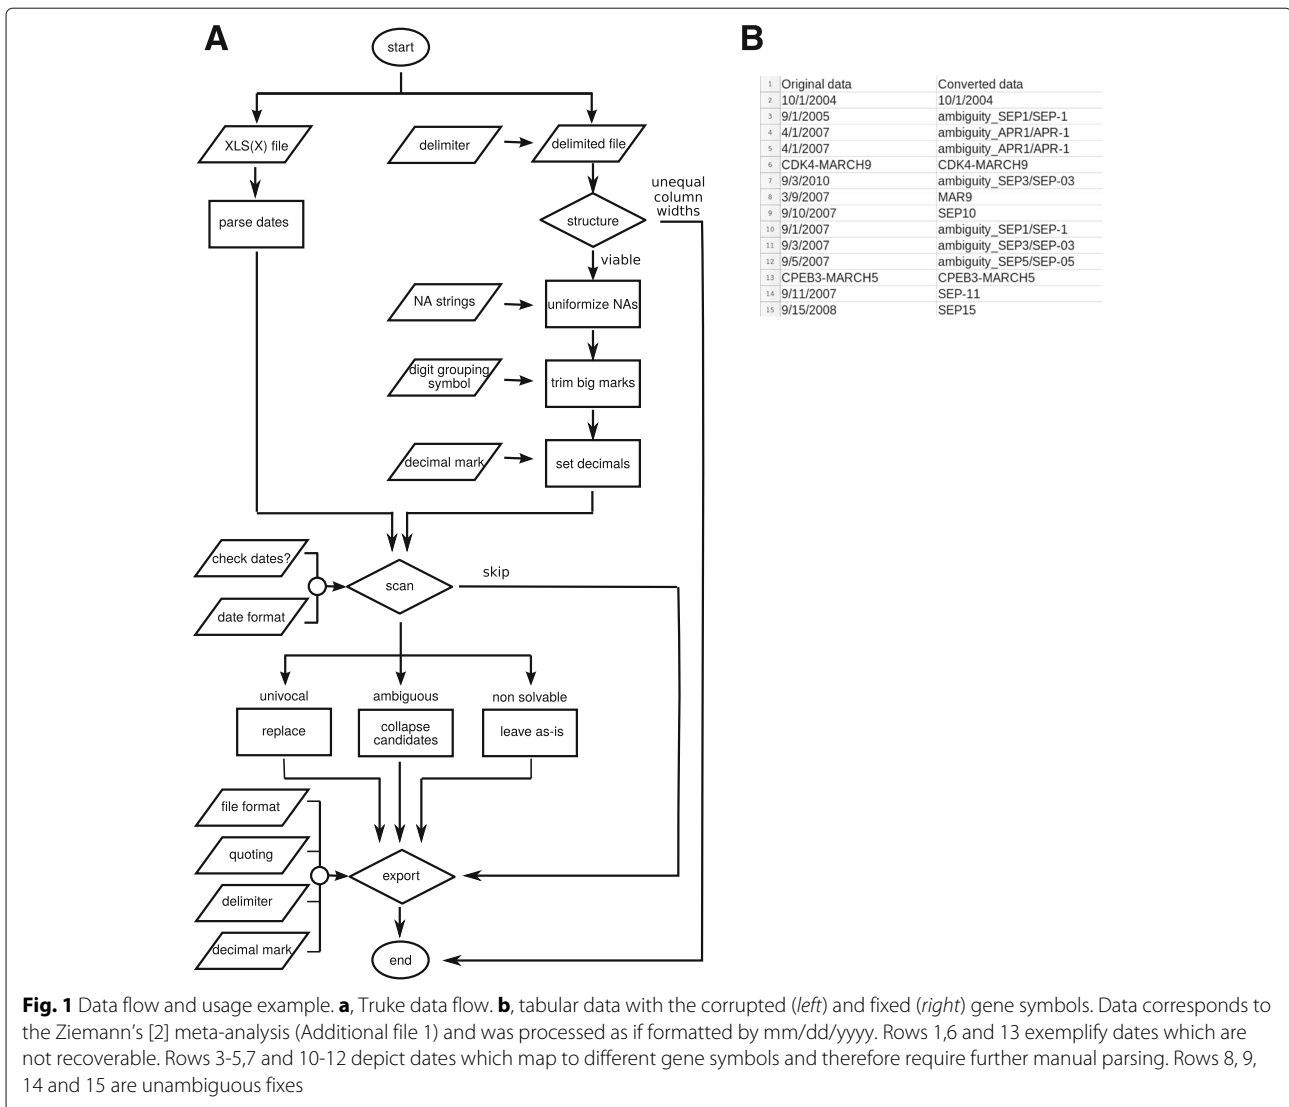 A
start
XLS(X) file
delimiter
delimited file
parse dates
structure
unequal
column
widths
viable
NA strings
uniformize NAs
digit grouping
symbol
trim big marks
decimal mark
set decimals
check dates?
date format
scan
skip
univocal
ambiguous
non solvable
replace
collapse
candidates
leave as-is
file format
quoting
delimiter
decimal mark
export
end
B
1 Original data Converted data
2 10/1/2004 10/1/2004
3 9/1/2005 ambiguity_SEP1/SEP-1
4 4/1/2007 ambiguity_APR1/APR-1
5 4/1/2007 ambiguity_APR1/APR-1
6 CDK4-MARCH9 CDK4-MARCH9
7 9/3/2010 ambiguity_SEP3/SEP-03
8 3/9/2007 MAR9
9 9/10/2007 SEP10
10 9/1/2007 ambiguity_SEP1/SEP-1
11 9/3/2007 ambiguity_SEP3/SEP-03
12 9/5/2007 ambiguity_SEP5/SEP-05
13 CPEB3-MARCH5 CPEB3-MARCH5
14 9/11/2007 SEP-11
15 9/15/2008 SEP15
Fig. 1 Data flow and usage example. a, Truke data flow. b, tabular data with the corrupted (left) and fixed (right) gene symbols. Data corresponds to
the Ziemann's [2] meta-analysis (Additional file 1) and was processed as if formatted by mm/dd/yyyy. Rows 1,6 and 13 exemplify dates which are
not recoverable. Rows 3-5,7 and 10-12 depict dates which map to different gene symbols and therefore require further manual parsing. Rows 8, 9,
14 and 15 are unambiguous fixes